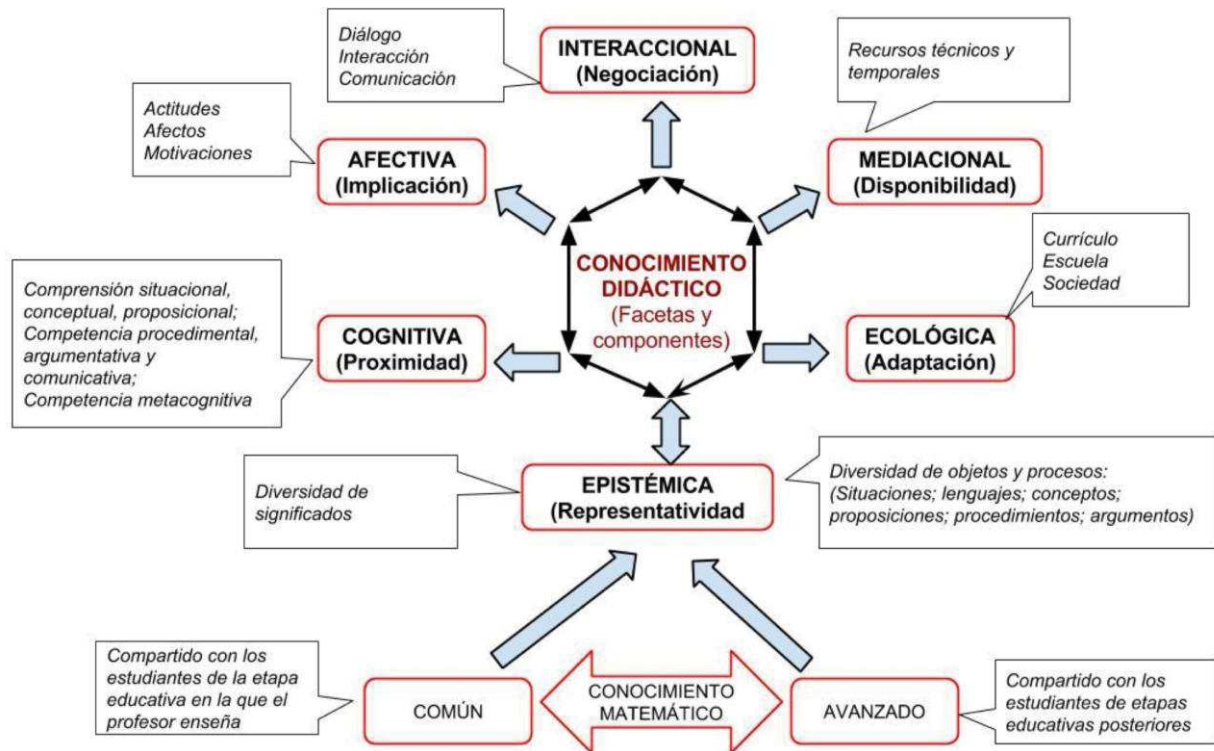 Diálogo
Interacción
Comunicación
INTERACCIONAL
(Negociación)
Recursos técnicos y
temporales
Actitudes
Afectos
Motivaciones
AFECTIVA
(Implicación)
MEDIACIONAL
(Disponibilidad)
CONOCIMIENTO
DIDÁCTICO
(Facetas y
componentes)
Currículo
Escuela
Sociedad
Comprensión situacional,
conceptual, proposicional;
Competencia procedimental,
argumentativa y
comunicativa;
Competencia metacognitiva
COGNITIVA
(Proximidad)
ECOLÓGICA
(Adaptación)
Diversidad de
significados
EPISTÉMICA
(Representatividad
Diversidad de objetos y procesos:
(Situaciones; lenguajes; conceptos;
proposiciones; procedimientos; argumentos)
Compartido con los
estudiantes de la etapa
educativa en la que el
profesor enseña
COMÚN
CONOCIMIENTO
MATEMÁTICO
AVANZADO
Compartido con los
estudiantes de etapas
educativas posteriores